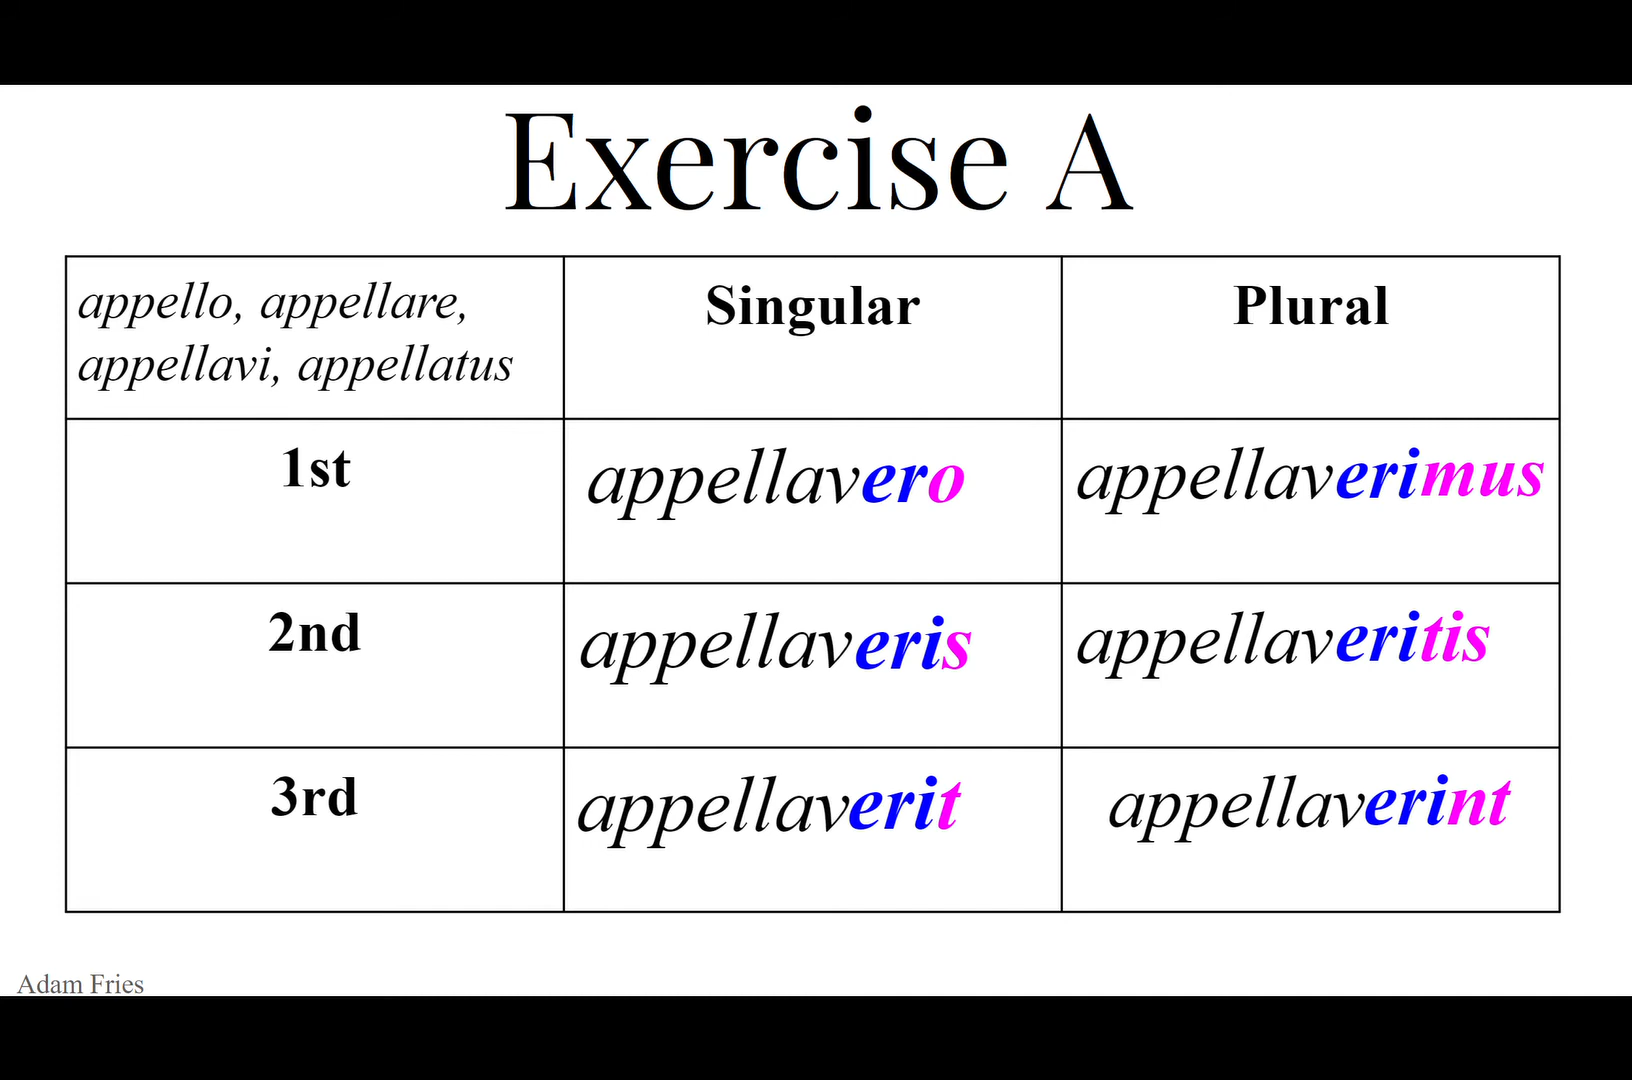 Exercise A
appello, appellare,
appellavi, appellatus
Singular
Plural
1st
appellavero
appellaverimus
2nd
appellaveris
appellaveritis
3rd
appellaverit
appellaverint
Adam Fries